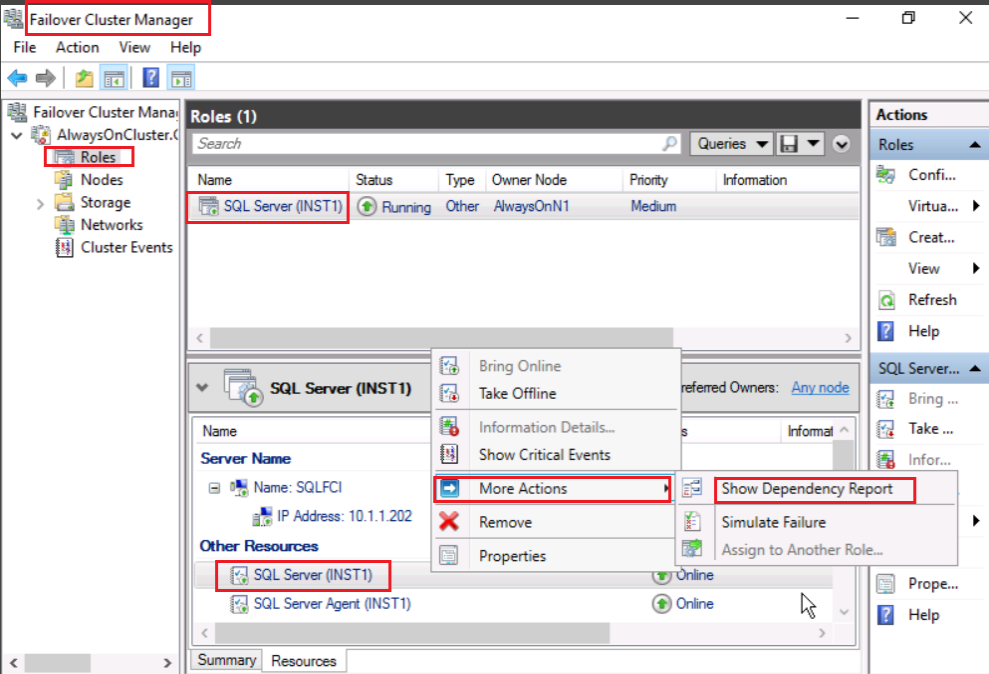 Failover Cluster Manager
File Action View Help
Failover Cluster Mana
AlwaysOnCluster.
Roles
Nodes
Storage
Networks
Cluster Events
Roles (1)
Search
Queries
Name Status Type Owner Node Priority Information
SQL Server (INST1) Running Other AlwaysOnN1 Medium
SQL Server (INST1)
referred Owners: Any node
Name
s
Informat
Server Name
Name: SQLFCI
IP Address: 10.1.1.202
Other Resources
SQL Server (INST1) Online
SQL Server Agent (INST1) Online
Summary Resources
Bring Online
Take Offline
Information Details...
Show Critical Events
More Actions
Remove
Properties
Show Dependency Report
Simulate Failure
Assign to Another Role...
Actions
Roles
Confi...
Virtua...
Creat...
View
Refresh
Help
SQL Server...
Bring ...
Take ...
Infor...
Prope...
Help